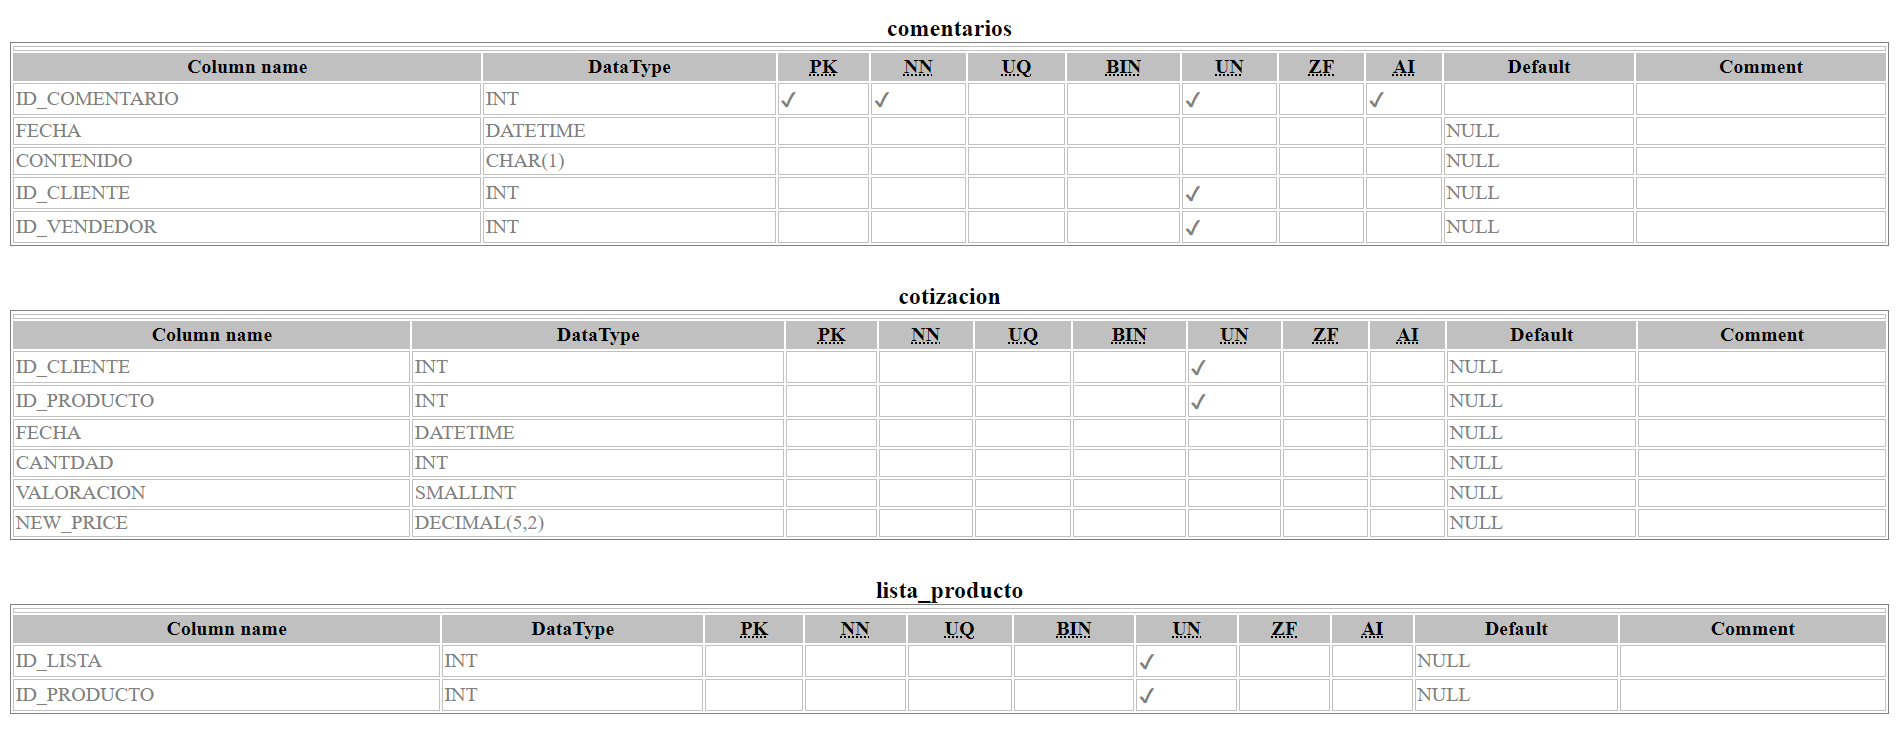 comentarios
Column name DataType PK NN UQ BIN UN ZF AI Default Comment
ID_COMENTARIO INT ✓ ✓ ✓ ✓
FECHA DATETIME NULL
CONTENIDO CHAR(1) NULL
ID_CLIENTE INT ✓ NULL
ID_VENDEDOR INT ✓ NULL
cotizacion
Column name DataType PK NN UQ BIN UN ZF AI Default Comment
ID_CLIENTE INT ✓ NULL
ID_PRODUCTO INT ✓ NULL
FECHA DATETIME NULL
CANTDAD INT NULL
VALORACION SMALLINT NULL
NEW_PRICE DECIMAL(5,2) NULL
lista_producto
Column name DataType PK NN UQ BIN UN ZF AI Default Comment
ID_LISTA INT ✓ NULL
ID_PRODUCTO INT ✓ NULL